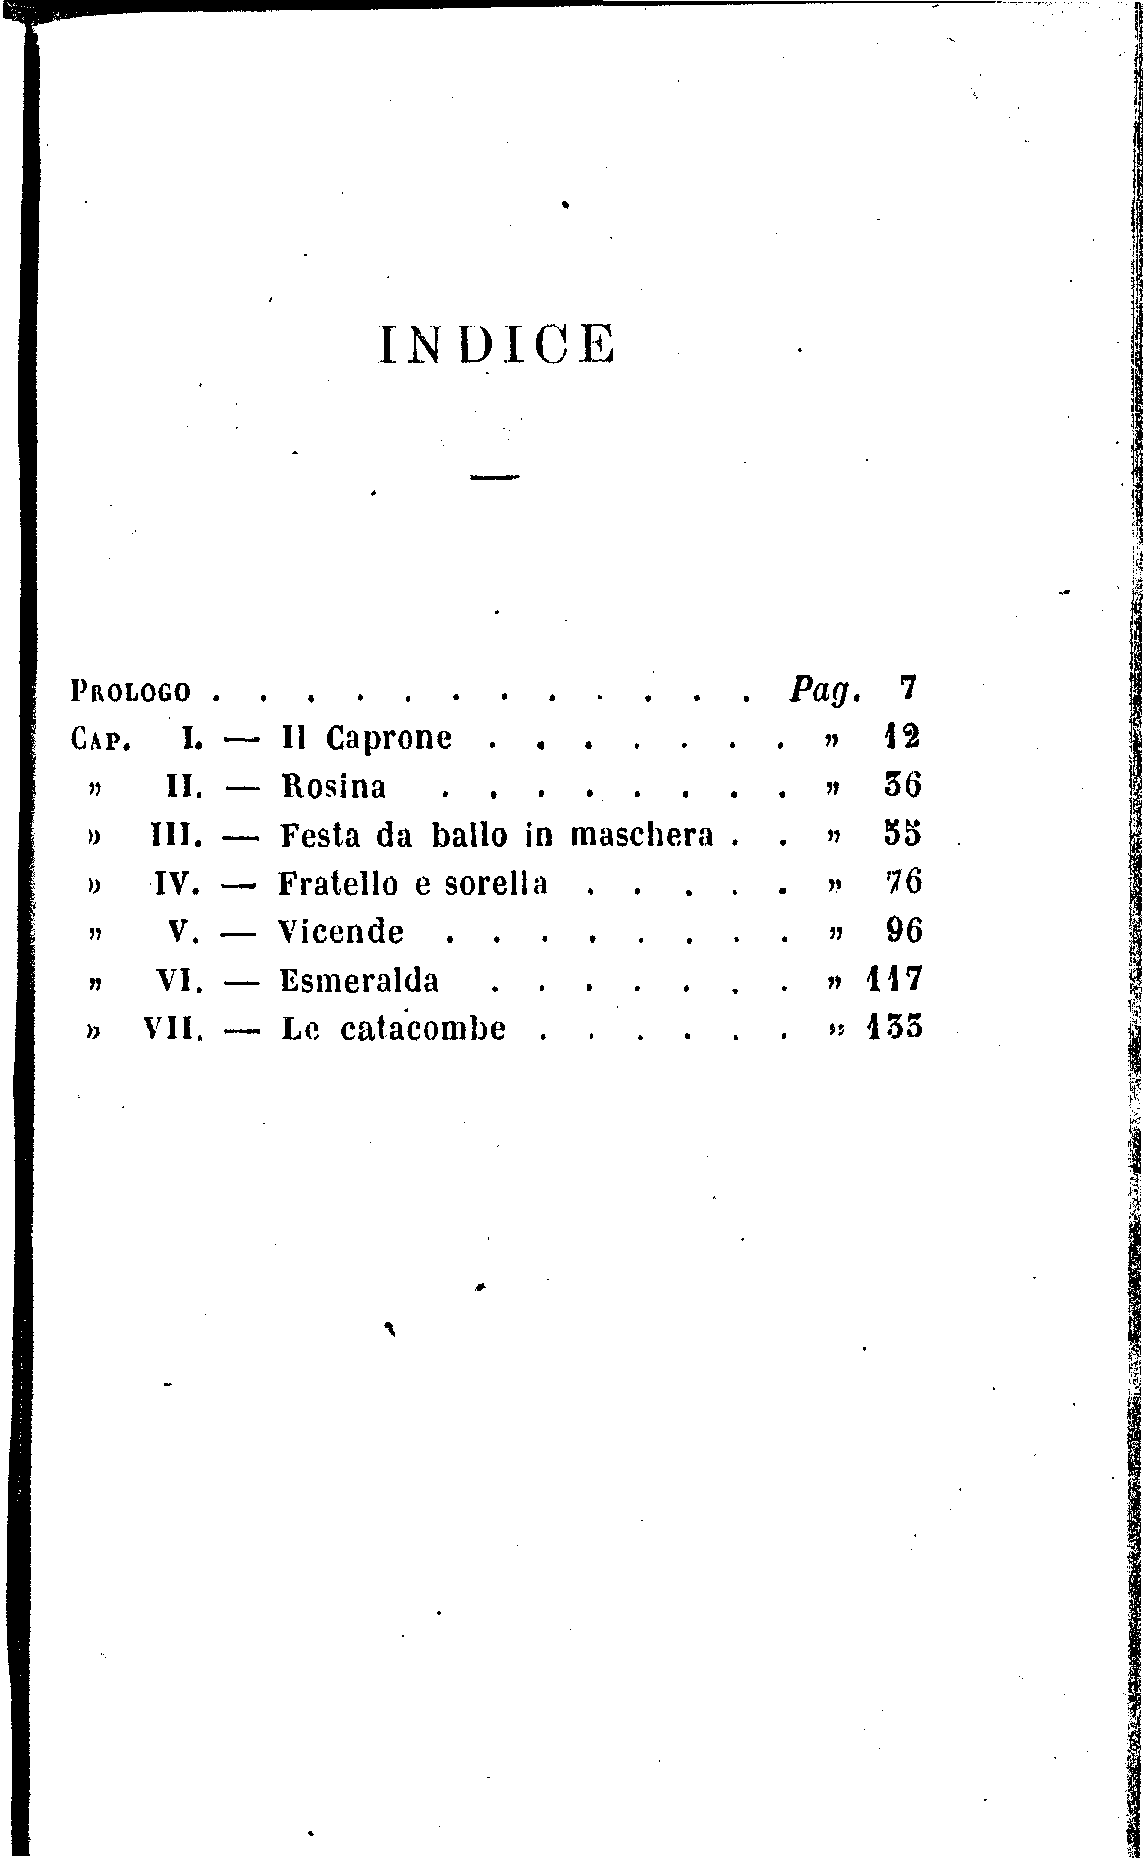 INDICE
PROLOGO . . . . . . . . . . . . Pag. 7
CAP. I. — Il Caprone . . . . . . . » 12
» II. — Rosina . . . . . . . . » 36
» III. — Festa da ballo in maschera . . » 55
» IV. — Fratello e sorella . . . . . » 76
» V. — Vicende . . . . . . . . » 96
» VI. — Esmeralda . . . . . . . » 117
» VII. — Le catacombe . . . . . . » 133